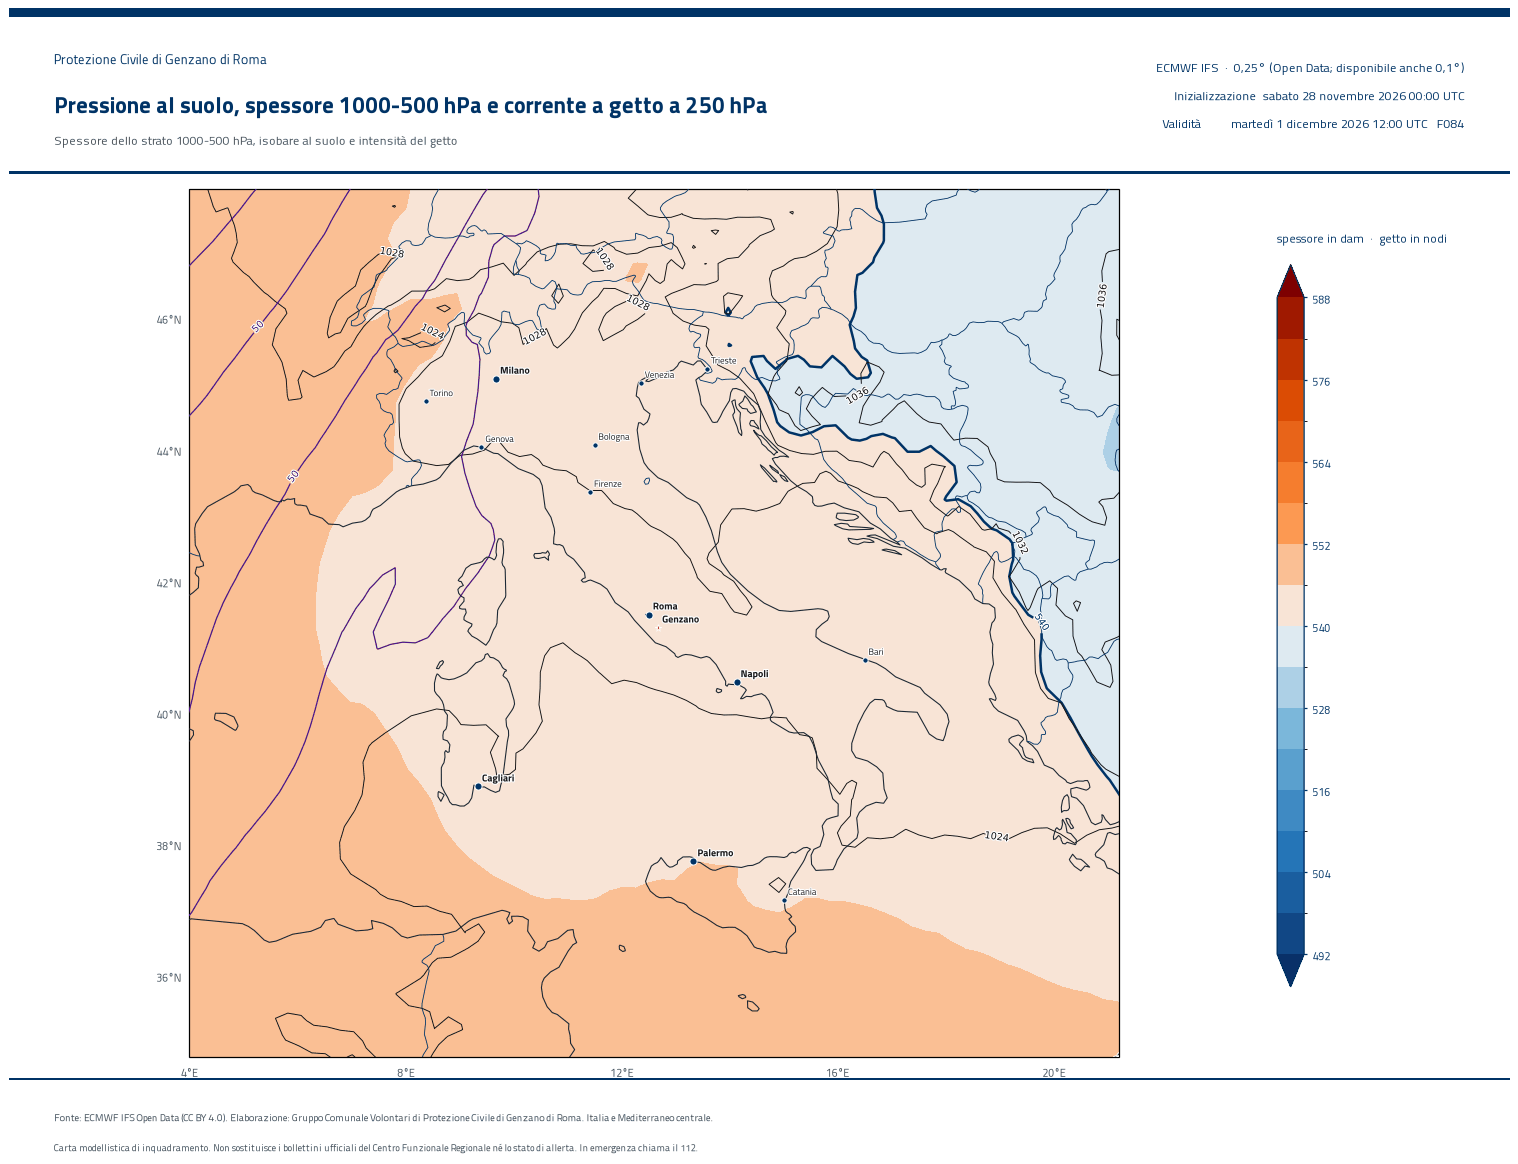 Protezione Civile di Genzano di Roma
Pressione al suolo, spessore 1000-500 hPa e corrente a getto a 250 hPa
Spessore dello strato 1000-500 hPa, isobare al suolo e intensità del getto
ECMWF IFS · 0,25° (Open Data; disponibile anche 0,1°)
Inizializzazione sabato 28 novembre 2026 00:00 UTC
Validità martedì 1 dicembre 2026 12:00 UTC F084
spessore in dam · getto in nodi
588
576
564
552
540
528
516
504
492
46°N
44°N
42°N
40°N
38°N
36°N
4°E
8°E
12°E
16°E
20°E
1028
1028
1036
1028
50
1024
1028
Trieste
Milano
Venezia
Torino
1036
Genova
Bologna
50
Firenze
1032
Roma
Genzano
540
Bari
Napoli
Cagliari
1024
Palermo
Catania
Fonte: ECMWF IFS Open Data (CC BY 4.0). Elaborazione: Gruppo Comunale Volontari di Protezione Civile di Genzano di Roma. Italia e Mediterraneo centrale.
Carta modellistica di inquadramento. Non sostituisce i bollettini ufficiali del Centro Funzionale Regionale né lo stato di allerta. In emergenza chiama il 112.